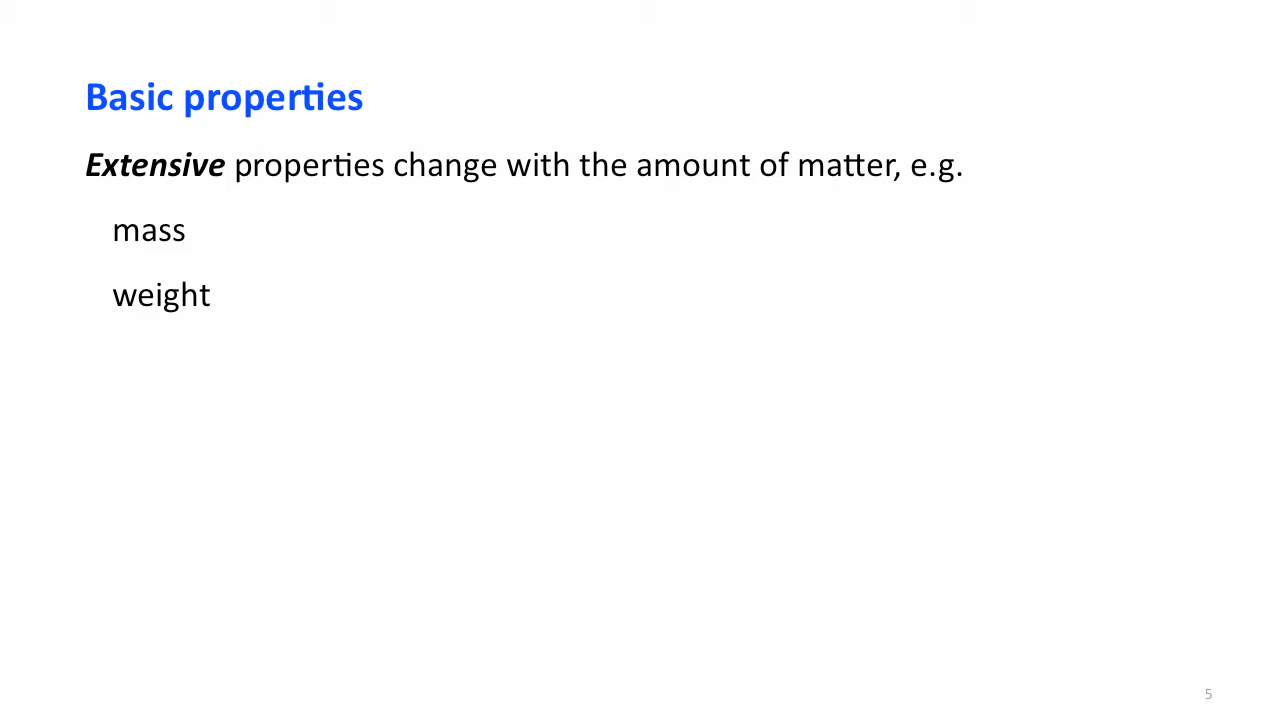 Basic properties
Extensive properties change with the amount of matter, e.g.
mass
weight
5